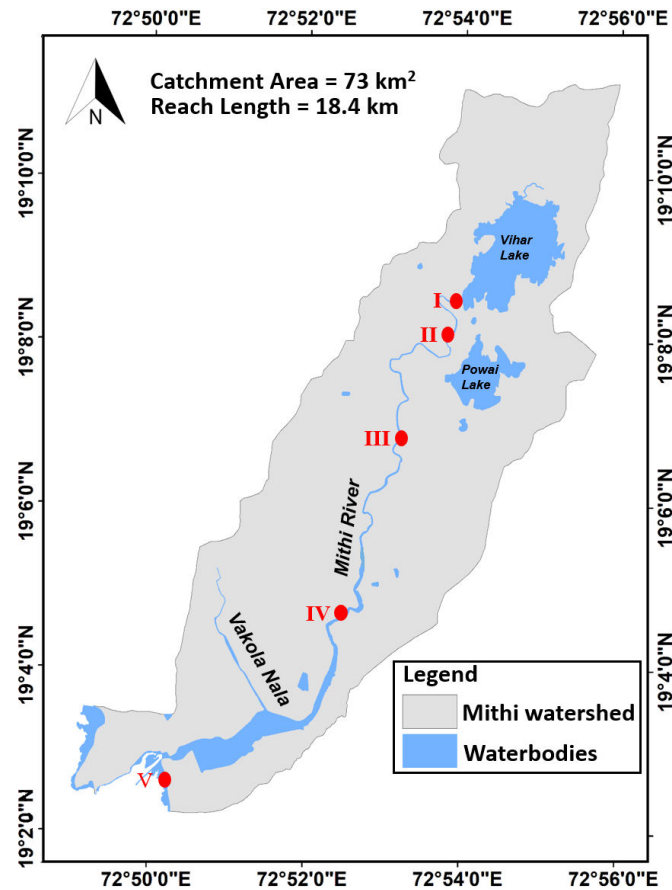 72°50'0"E 72°52'0"E 72°54'0"E 72°56'0"E
Catchment Area = 73 km²
Reach Length = 18.4 km
N
19°10'0"N
19°10'0"N
Vihar
Lake
I
II
19°8'0"N
19°8'0"N
Powai
Lake
III
19°6'0"N
19°6'0"N
Mithi River
IV
Vakola Nala
19°4'0"N
19°4'0"N
Legend
Mithi watershed
Waterbodies
V
19°2'0"N
72°50'0"E 72°52'0"E 72°54'0"E 72°56'0"E